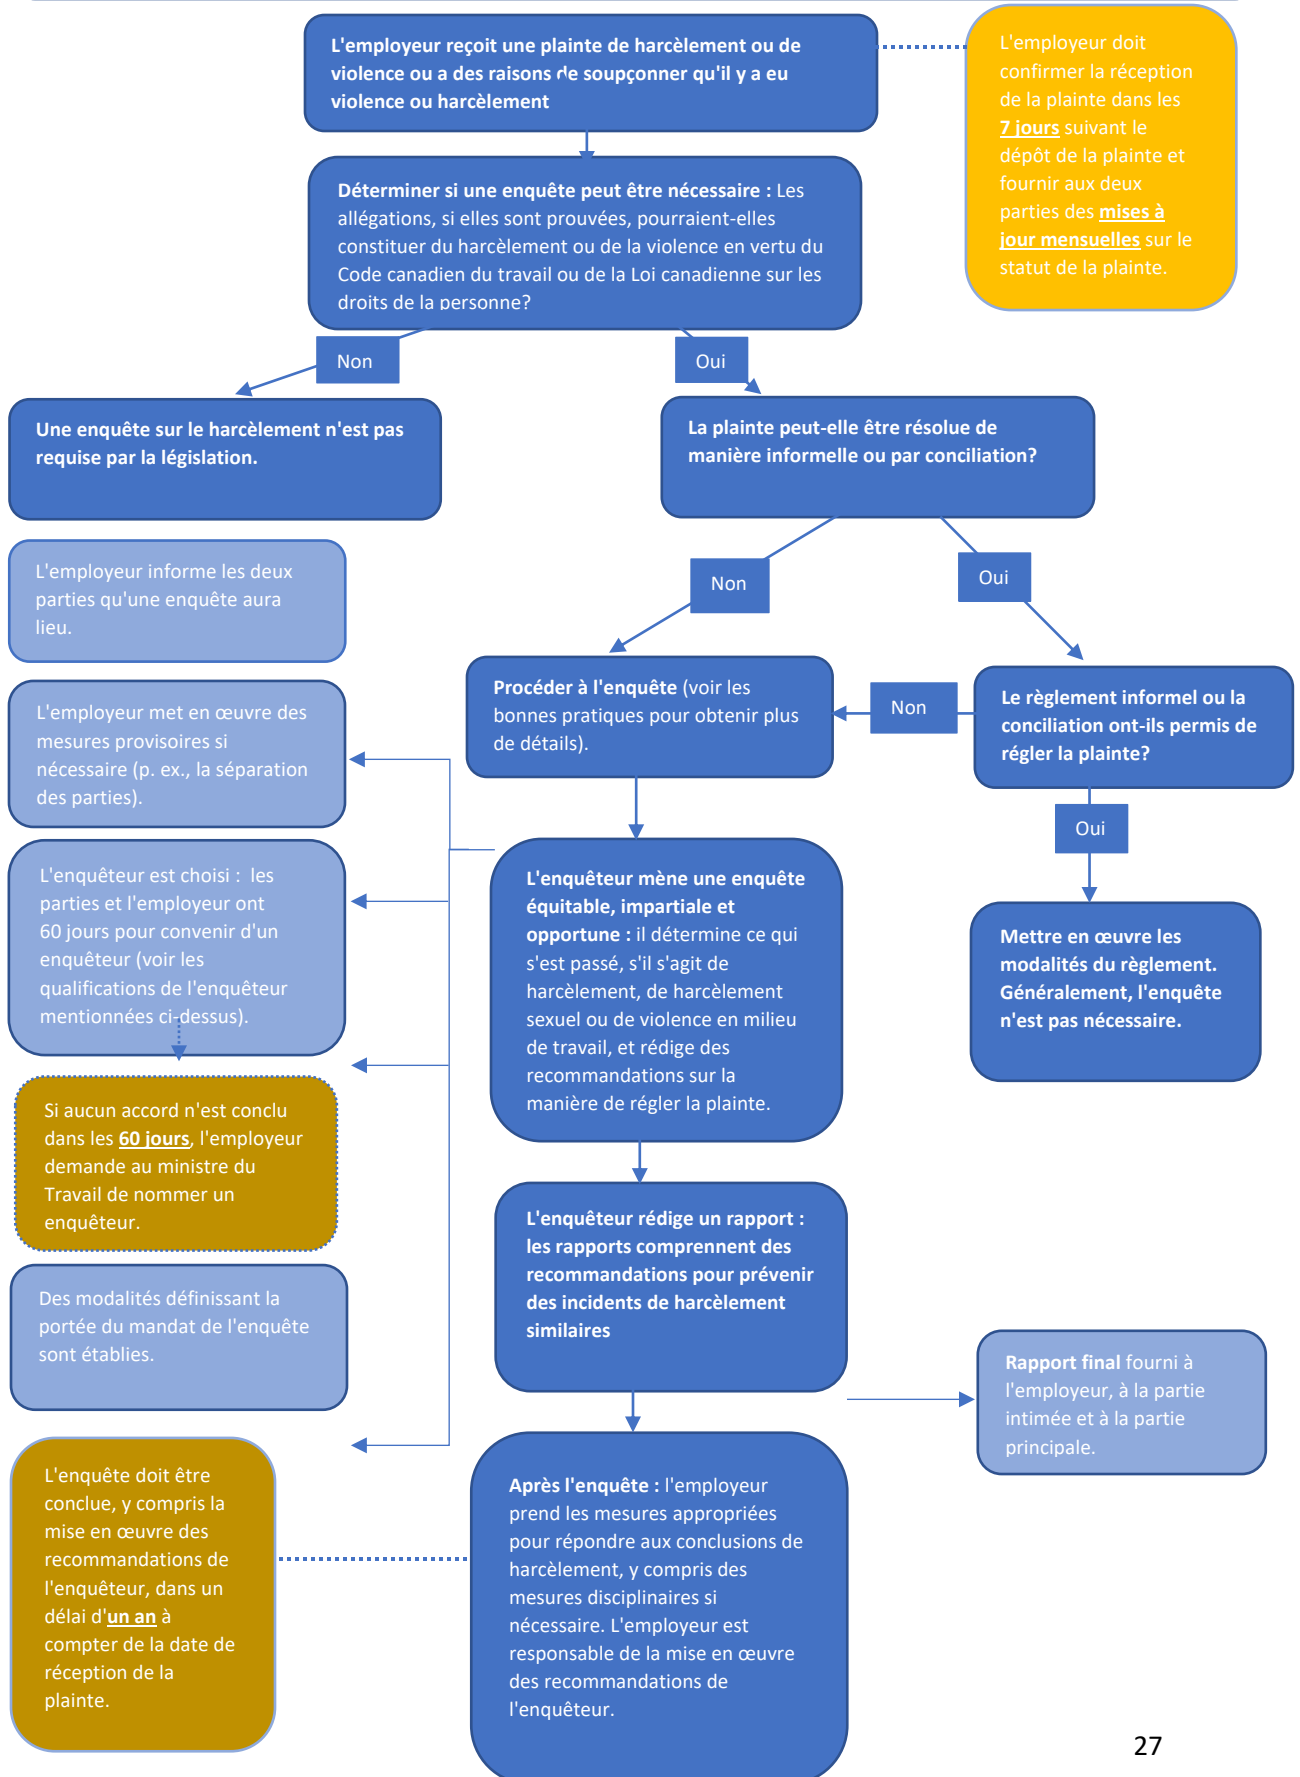 L'employeur reçoit une plainte de harcèlement ou de
violence ou a des raisons de soupçonner qu'il y a eu
violence ou harcèlement
L'employeur doit
confirmer la réception
de la plainte dans les
7 jours suivant le
dépôt de la plainte et
fournir aux deux
parties des mises à
jour mensuelles sur le
statut de la plainte.
Déterminer si une enquête peut être nécessaire : Les
allégations, si elles sont prouvées, pourraient-elles
constituer du harcèlement ou de la violence en vertu du
Code canadien du travail ou de la Loi canadienne sur les
droits de la personne?
Non
Oui
Une enquête sur le harcèlement n'est pas
requise par la législation.
La plainte peut-elle être résolue de
manière informelle ou par conciliation?
Non
Oui
L'employeur informe les deux
parties qu'une enquête aura
lieu.
Procéder à l'enquête (voir les
bonnes pratiques pour obtenir plus
de détails).
Non
Le règlement informel ou la
conciliation ont-ils permis de
régler la plainte?
L'employeur met en œuvre des
mesures provisoires si
nécessaire (p. ex., la séparation
des parties).
Oui
L'enquêteur est choisi : les
parties et l'employeur ont
60 jours pour convenir d'un
enquêteur (voir les
qualifications de l'enquêteur
mentionnées ci-dessus).
L'enquêteur mène une enquête
équitable, impartiale et
opportune : il détermine ce qui
s'est passé, s'il s'agit de
harcèlement, de harcèlement
sexuel ou de violence en milieu
de travail, et rédige des
recommandations sur la
manière de régler la plainte.
Mettre en œuvre les
modalités du règlement.
Généralement, l'enquête
n'est pas nécessaire.
Si aucun accord n'est conclu
dans les 60 jours, l'employeur
demande au ministre du
Travail de nommer un
enquêteur.
L'enquêteur rédige un rapport :
les rapports comprennent des
recommandations pour prévenir
des incidents de harcèlement
similaires
Des modalités définissant la
portée du mandat de l'enquête
sont établies.
Rapport final fourni à
l'employeur, à la partie
intimée et à la partie
principale.
L'enquête doit être
conclue, y compris la
mise en œuvre des
recommandations de
l'enquêteur, dans un
délai d'un an à
compter de la date de
réception de la
plainte.
Après l'enquête : l'employeur
prend les mesures appropriées
pour répondre aux conclusions de
harcèlement, y compris des
mesures disciplinaires si
nécessaire. L'employeur est
responsable de la mise en œuvre
des recommandations de
l'enquêteur.
27